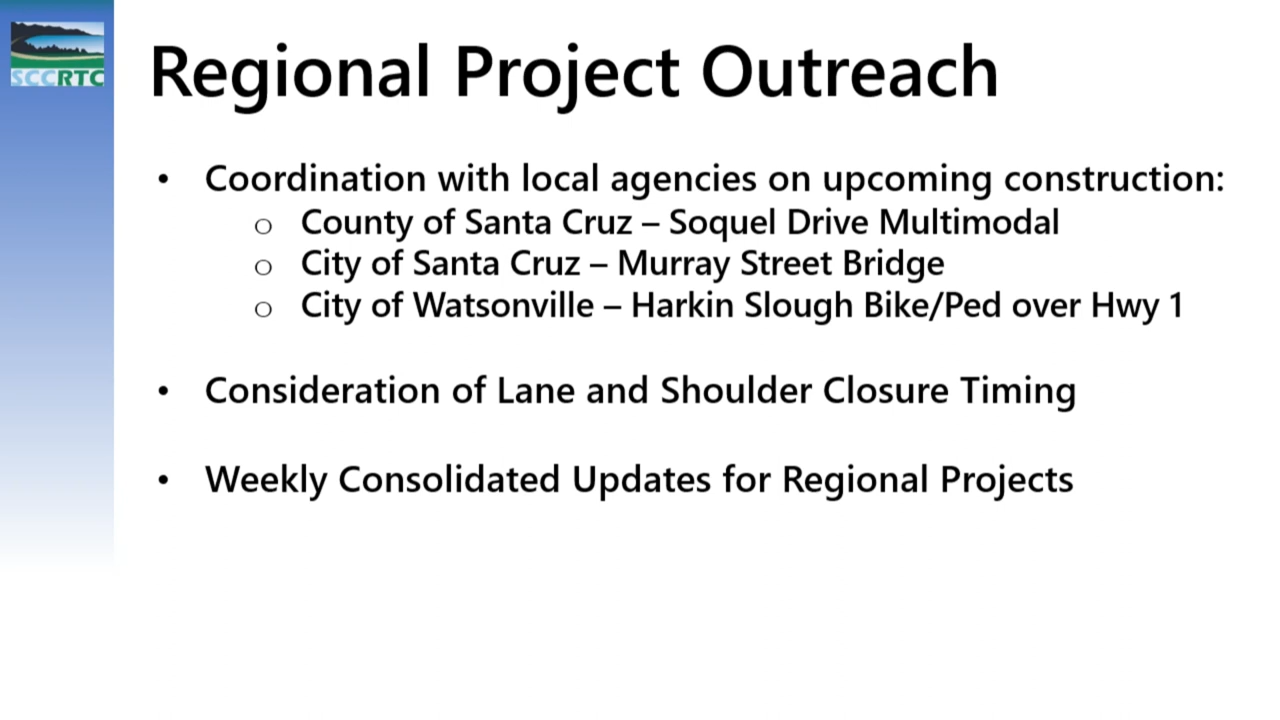 SCCRTC
Regional Project Outreach
• Coordination with local agencies on upcoming construction:
o County of Santa Cruz – Soquel Drive Multimodal
o City of Santa Cruz – Murray Street Bridge
o City of Watsonville – Harkin Slough Bike/Ped over Hwy 1
• Consideration of Lane and Shoulder Closure Timing
• Weekly Consolidated Updates for Regional Projects